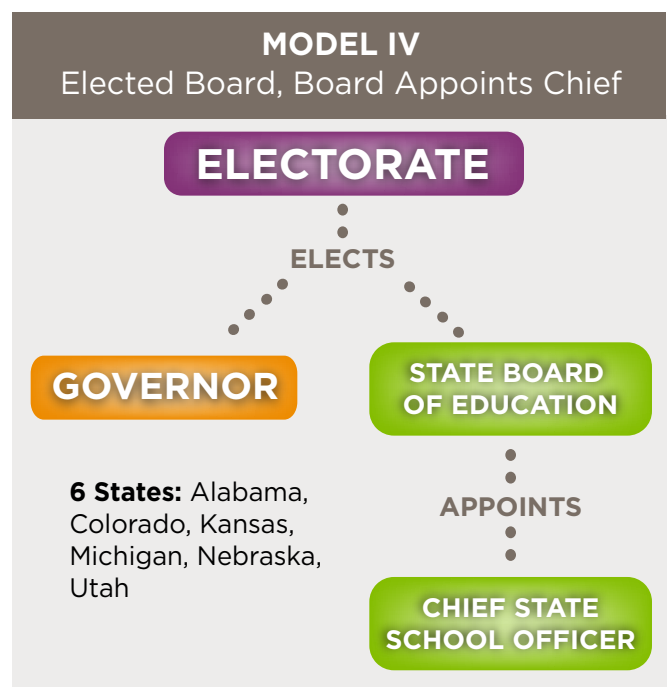 MODEL IV
Elected Board, Board Appoints Chief
ELECTORATE
ELECTS
GOVERNOR
STATE BOARD
OF EDUCATION
6 States: Alabama,
Colorado, Kansas,
Michigan, Nebraska,
Utah
APPOINTS
CHIEF STATE
SCHOOL OFFICER